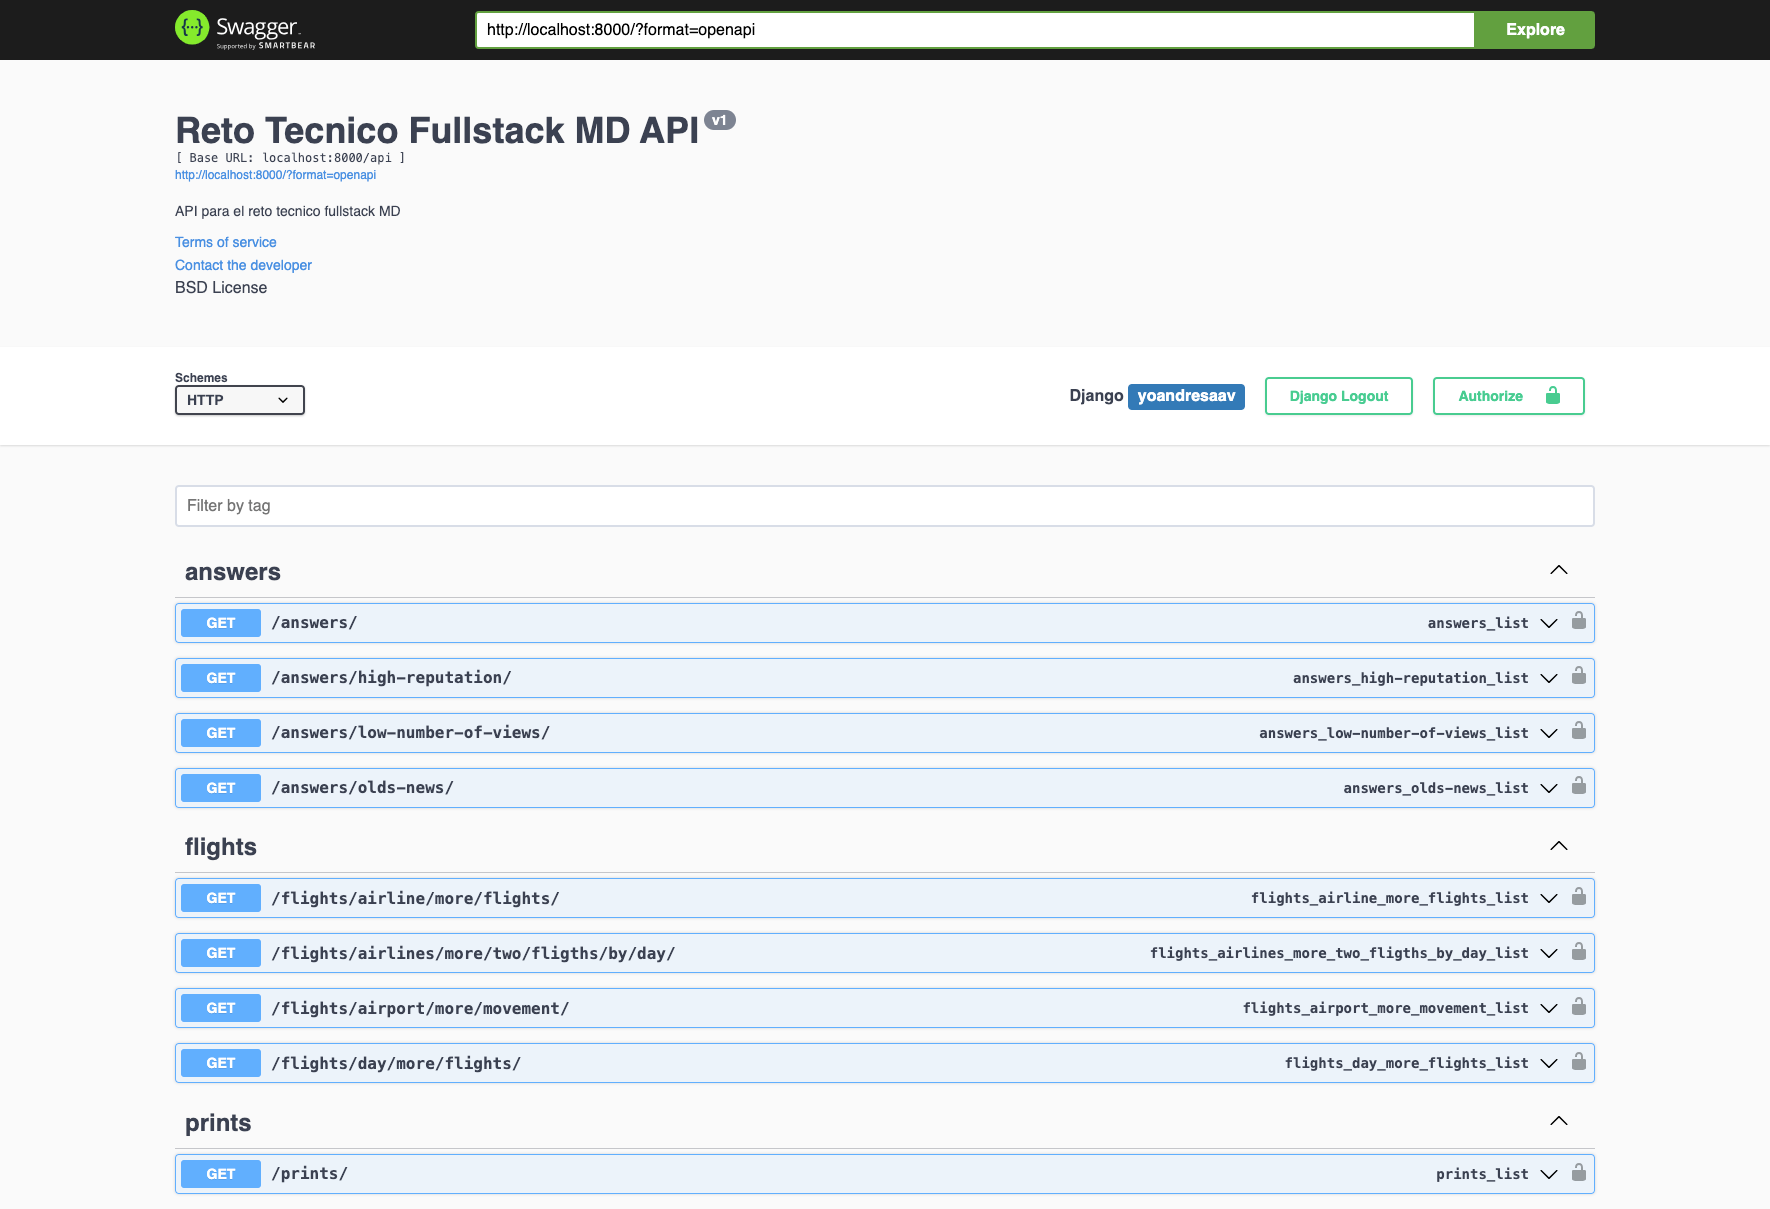 Swagger
Supported by SMARTBEAR
http://localhost:8000/?format=openapi
Explore
Reto Tecnico Fullstack MD API v1
[ Base URL: localhost:8000/api ]
http://localhost:8000/?format=openapi
API para el reto tecnico fullstack MD
Terms of service
Contact the developer
BSD License
Schemes
HTTP
Django yoandresaav
Django Logout
Authorize
Filter by tag
answers
GET /answers/ answers_list
GET /answers/high-reputation/ answers_high-reputation_list
GET /answers/low-number-of-views/ answers_low-number-of-views_list
GET /answers/olds-news/ answers_olds-news_list
flights
GET /flights/airline/more/flights/ flights_airline_more_flights_list
GET /flights/airlines/more/two/fligths/by/day/ flights_airlines_more_two_fligths_by_day_list
GET /flights/airport/more/movement/ flights_airport_more_movement_list
GET /flights/day/more/flights/ flights_day_more_flights_list
prints
GET /prints/ prints_list